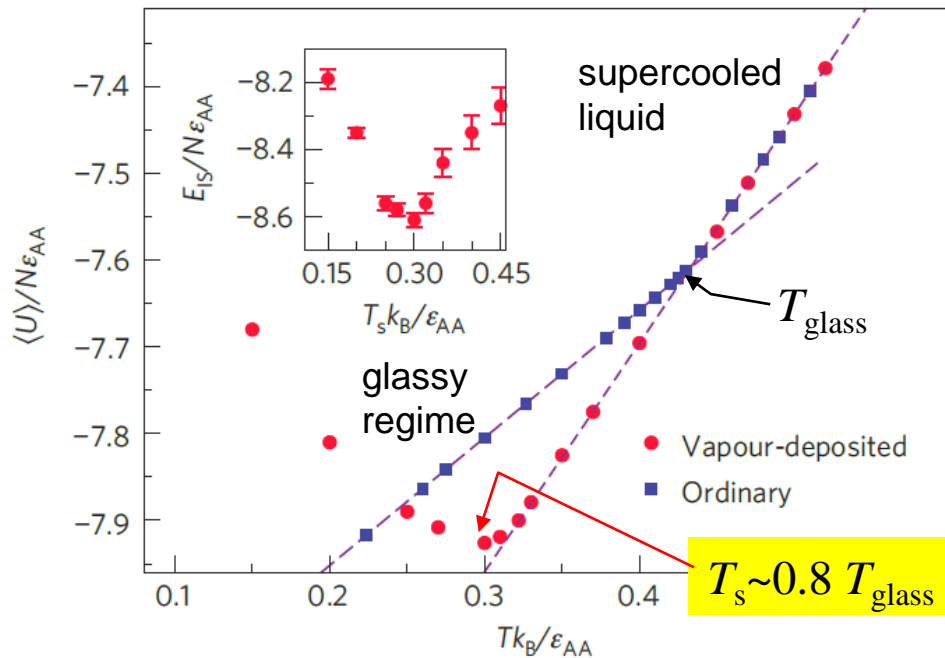 supercooled
liquid
−8.2
−8.4
−8.6
E_IS/Nε_AA
0.15 0.30 0.45
T_s k_B/ε_AA
−7.4
−7.5
−7.6
−7.7
−7.8
−7.9
⟨U⟩/Nε_AA
T_glass
glassy
regime
Vapour-deposited
Ordinary
T_s~0.8 T_glass
0.1 0.2 0.3 0.4
Tk_B/ε_AA